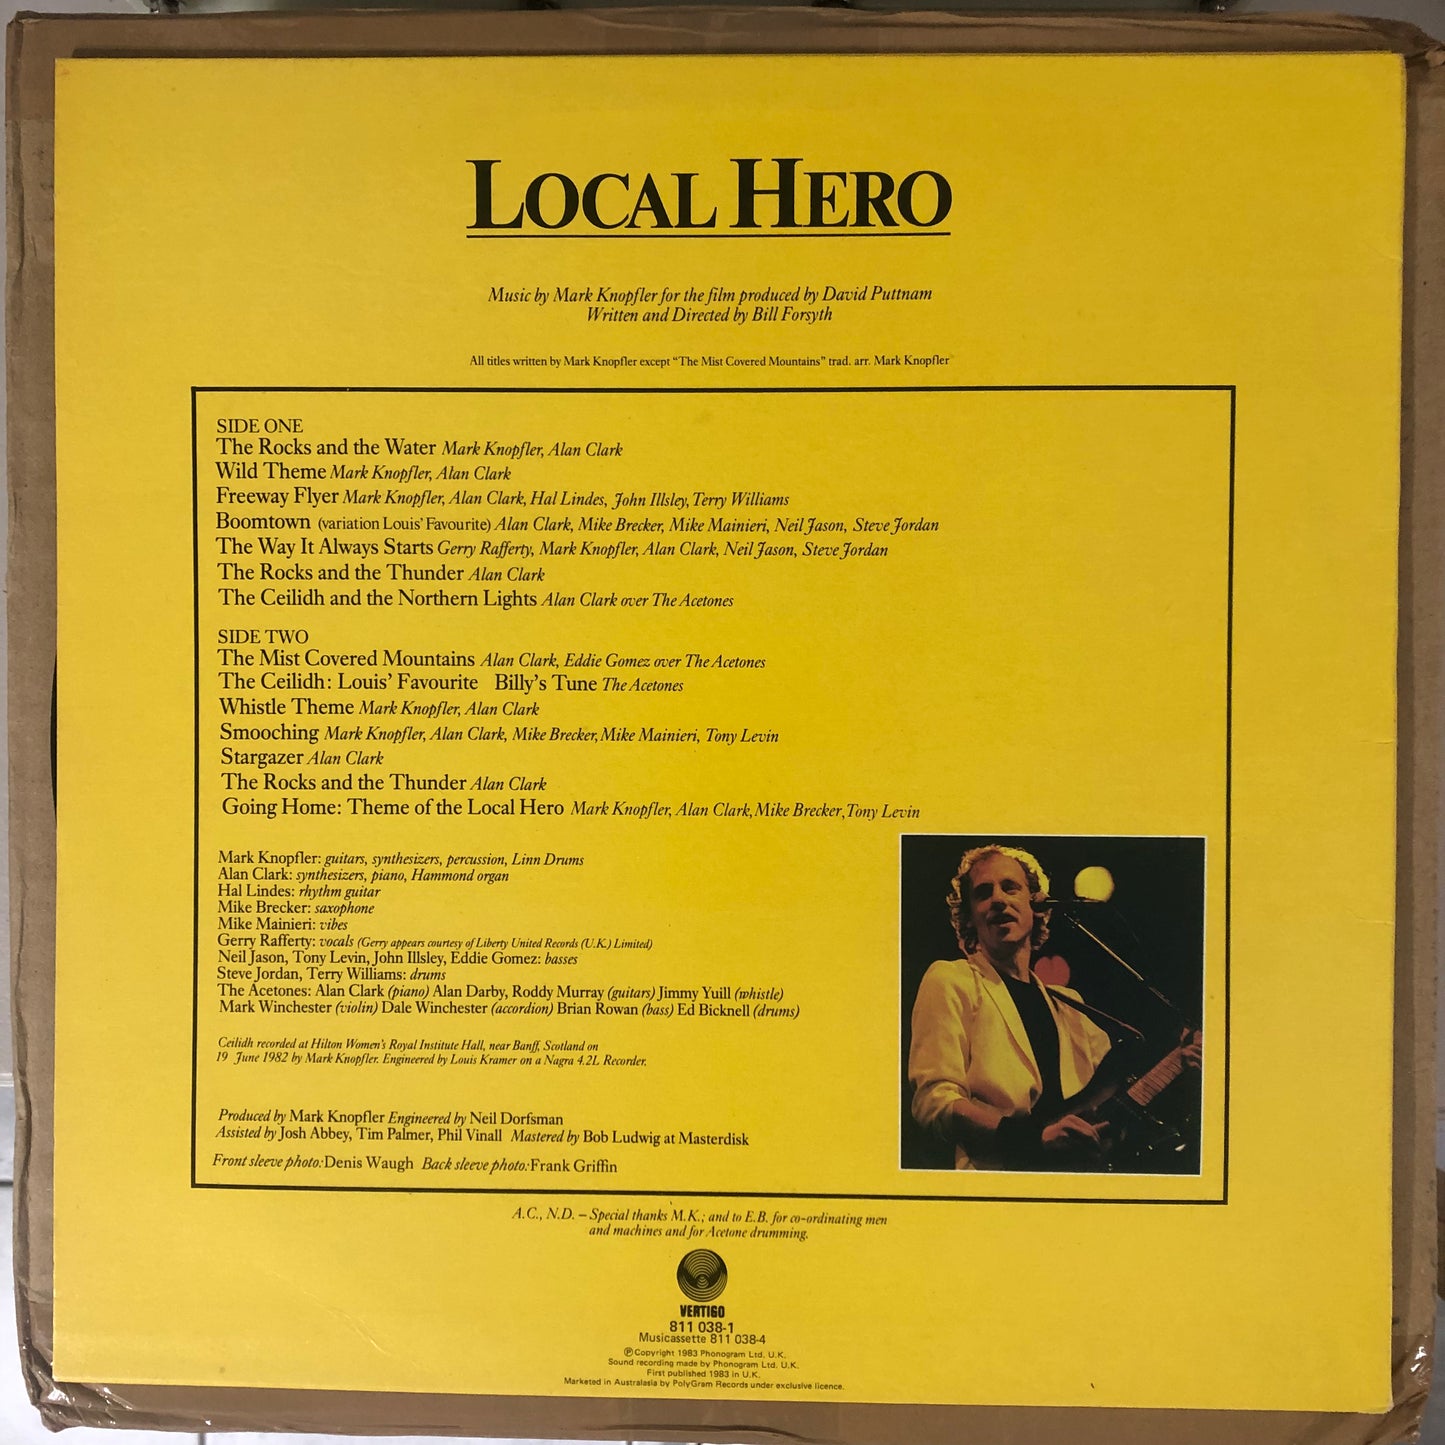 LOCAL HERO
Music by Mark Knopfler for the film produced by David Puttnam
Written and Directed by Bill Forsyth
All titles written by Mark Knopfler except “The Mist Covered Mountains” trad. arr. Mark Knopfler
SIDE ONE
The Rocks and the Water Mark Knopfler, Alan Clark
Wild Theme Mark Knopfler, Alan Clark
Freeway Flyer Mark Knopfler, Alan Clark, Hal Lindes, John Illsley, Terry Williams
Boomtown (variation Louis’ Favourite) Alan Clark, Mike Brecker, Mike Mainieri, Neil Jason, Steve Jordan
The Way It Always Starts Gerry Rafferty, Mark Knopfler, Alan Clark, Neil Jason, Steve Jordan
The Rocks and the Thunder Alan Clark
The Ceilidh and the Northern Lights Alan Clark over The Acetones
SIDE TWO
The Mist Covered Mountains Alan Clark, Eddie Gomez over The Acetones
The Ceilidh: Louis’ Favourite Billy’s Tune The Acetones
Whistle Theme Mark Knopfler, Alan Clark
Smooching Mark Knopfler, Alan Clark, Mike Brecker, Mike Mainieri, Tony Levin
Stargazer Alan Clark
The Rocks and the Thunder Alan Clark
Going Home: Theme of the Local Hero Mark Knopfler, Alan Clark, Mike Brecker, Tony Levin
Mark Knopfler: guitars, synthesizers, percussion, Linn Drums
Alan Clark: synthesizers, piano, Hammond organ
Hal Lindes: rhythm guitar
Mike Brecker: saxophone
Mike Mainieri: vibes
Gerry Rafferty: vocals (Gerry appears courtesy of Liberty United Records (U.K.) Limited)
Neil Jason, Tony Levin, John Illsley, Eddie Gomez: basses
Steve Jordan, Terry Williams: drums
The Acetones: Alan Clark (piano) Alan Darby, Roddy Murray (guitars) Jimmy Yuill (whistle)
Mark Winchester (violin) Dale Winchester (accordion) Brian Rowan (bass) Ed Bicknell (drums)
Ceilidh recorded at Hilton Women’s Royal Institute Hall, near Banff, Scotland on
19 June 1982 by Mark Knopfler. Engineered by Louis Kramer on a Nagra 4.2L Recorder.
Produced by Mark Knopfler Engineered by Neil Dorfsman
Assisted by Josh Abbey, Tim Palmer, Phil Vinall Mastered by Bob Ludwig at Masterdisk
Front sleeve photo: Denis Waugh Back sleeve photo: Frank Griffin
A.C., N.D. – Special thanks M.K.; and to E.B. for co-ordinating men
and machines and for Acetone drumming.
VERTIGO
811 038-1
Musicassette 811 038-4
Ⓟ Copyright 1983 Phonogram Ltd. U.K.
Sound recording made by Phonogram Ltd. U.K.
First published 1983 in U.K.
Marketed in Australasia by PolyGram Records under exclusive licence.